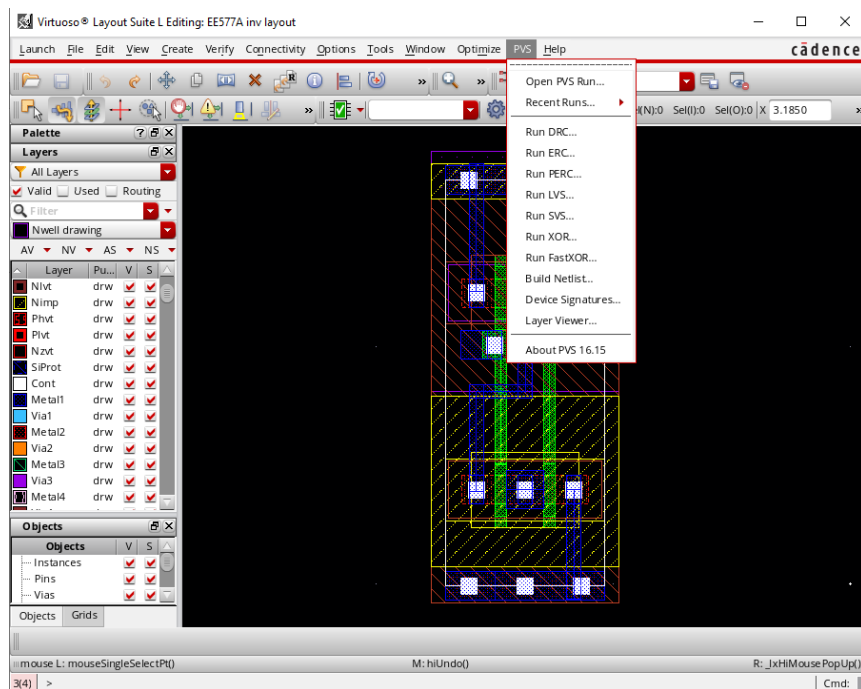 Virtuoso® Layout Suite L Editing: EE577A inv layout
Launch File Edit View Create Verify Connectivity Options Tools Window Optimize PVS Help
cādence
Open PVS Run...
Recent Runs...
Run DRC...
Run ERC...
Run PERC...
Run LVS...
Run SVS...
Run XOR...
Run FastXOR...
Build Netlist...
Device Signatures...
Layer Viewer...
About PVS 16.15
» » R
» (N):0 Sel(I):0 Sel(O):0 X 3.1850 »
Palette ?
Layers
All Layers
Valid Used Routing
Filter
Nwell drawing
AV NV AS NS
Layer Pu... V S
Nlvt drw
Nimp drw
Phvt drw
Plvt drw
Nzvt drw
SiProt drw
Cont drw
Metal1 drw
Via1 drw
Metal2 drw
Via2 drw
Metal3 drw
Via3 drw
Metal4 drw
Objects
Objects V S
Instances
Pins
Vias
Objects Grids
mouse L: mouseSingleSelectPt() M: hiUndo() R: _lxHiMousePopUp()
3(4) > Cmd: